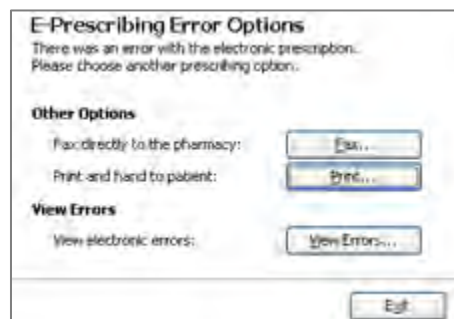 E-Prescribing Error Options
There was an error with the electronic prescription.
Please choose another prescribing option.
Other Options
Fax directly to the pharmacy: Fax...
Print and hand to patient: Print...
View Errors
View electronic errors: View Errors...
Exit